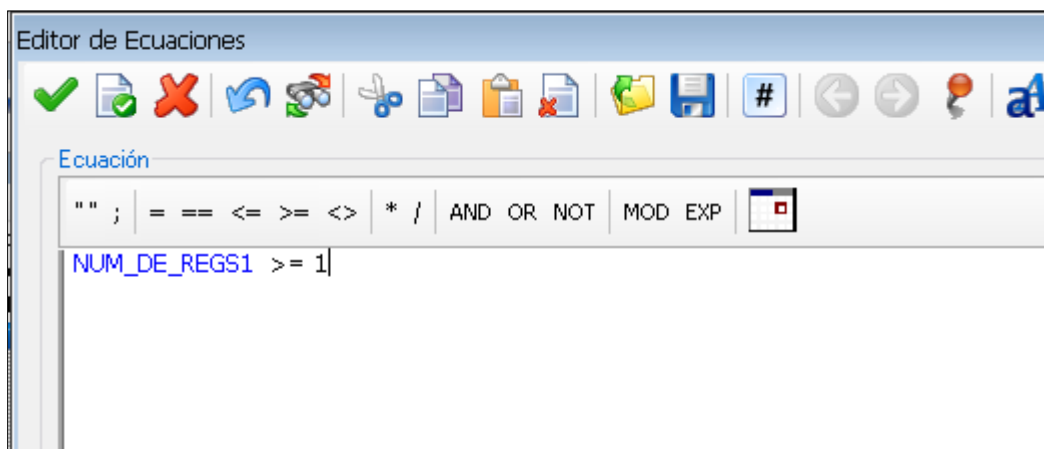 Editor de Ecuaciones
#
Ecuación
" " ; = == <= >= <> * / AND OR NOT MOD EXP
NUM_DE_REGS1 >= 1